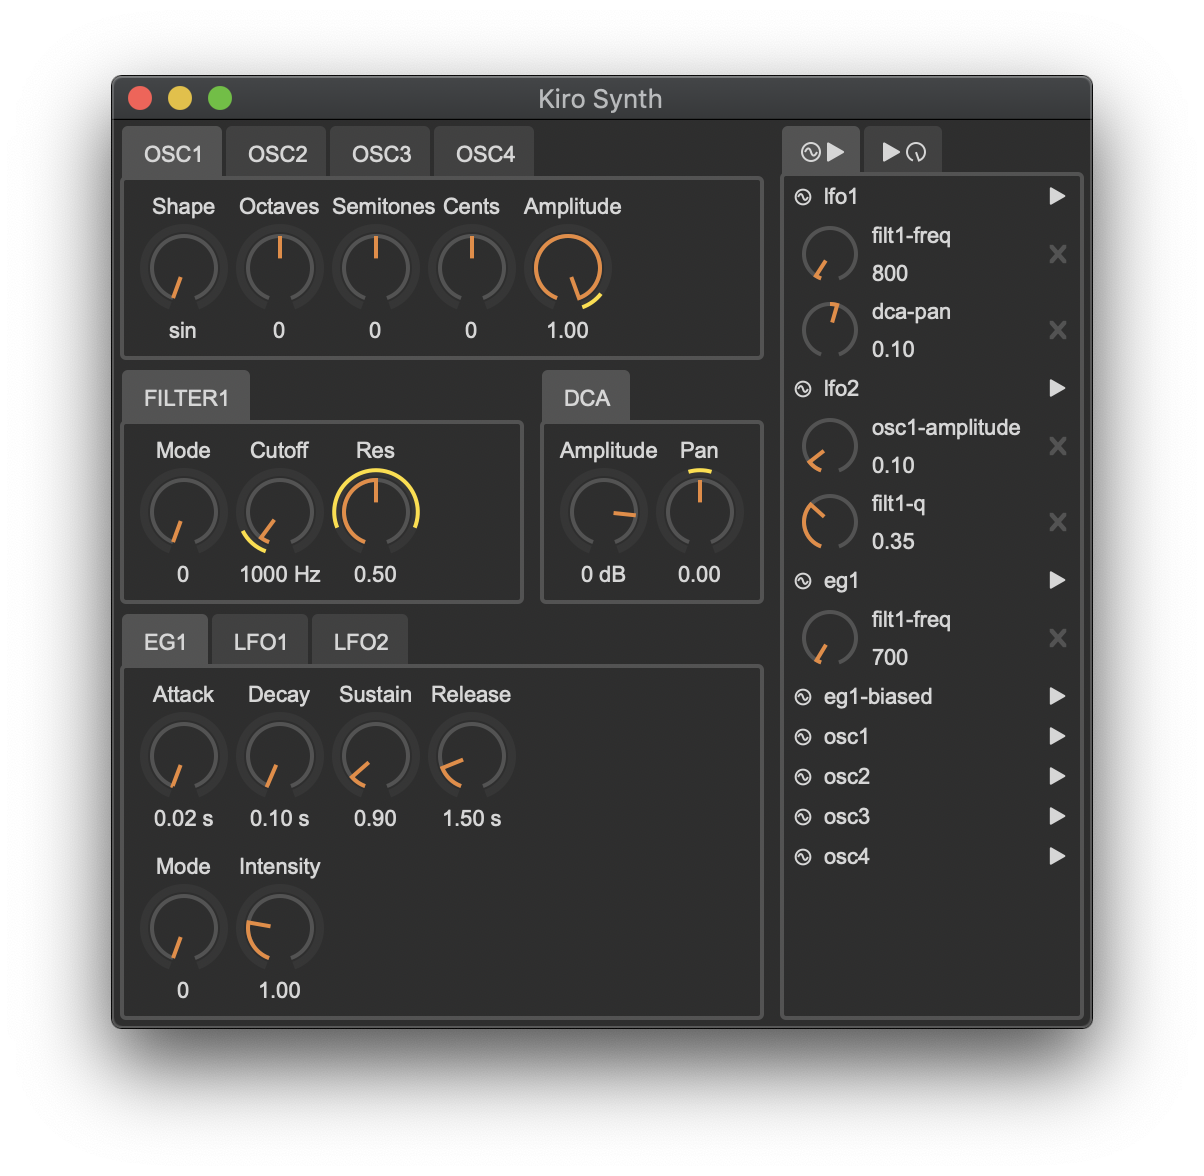 Kiro Synth
OSC1 OSC2 OSC3 OSC4
Shape Octaves Semitones Cents Amplitude
sin 0 0 0 1.00
FILTER1
Mode Cutoff Res
0 1000 Hz 0.50
DCA
Amplitude Pan
0 dB 0.00
EG1 LFO1 LFO2
Attack Decay Sustain Release
0.02 s 0.10 s 0.90 1.50 s
Mode Intensity
0 1.00
lfo1
filt1-freq
800
dca-pan
0.10
lfo2
osc1-amplitude
0.10
filt1-q
0.35
eg1
filt1-freq
700
eg1-biased
osc1
osc2
osc3
osc4